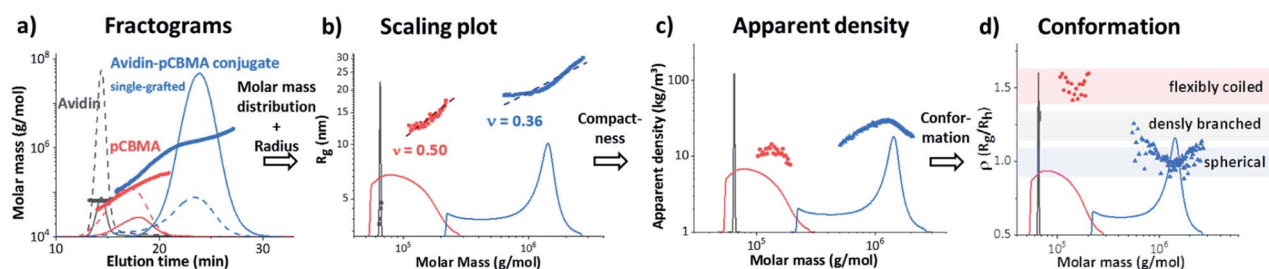 a) Fractograms
Molar mass (g/mol)
10⁸
10⁶
10⁴
Avidin-pCBMA conjugate
single-grafted
Avidin
pCBMA
10 20 30
Elution time (min)
Molar mass
distribution
+
Radius
b) Scaling plot
Rg (nm)
30
25
20
15
10
5
ν = 0.50
ν = 0.36
10⁵ 10⁶
Molar Mass (g/mol)
Compact-
ness
c) Apparent density
Apparent density (kg/m³)
100
10
1
10⁵ 10⁶
Molar mass (g/mol)
Confor-
mation
d) Conformation
ρ (Rg/Rh)
1.5
1.0
0.5
flexibly coiled
densly branched
spherical
10⁵ 10⁶
Molar mass (g/mol)